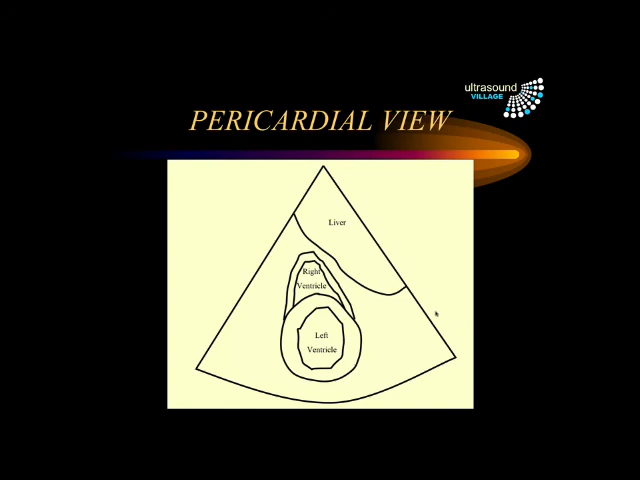 ultrasound
VILLAGE
PERICARDIAL VIEW
Liver
Right
Ventricle
Left
Ventricle